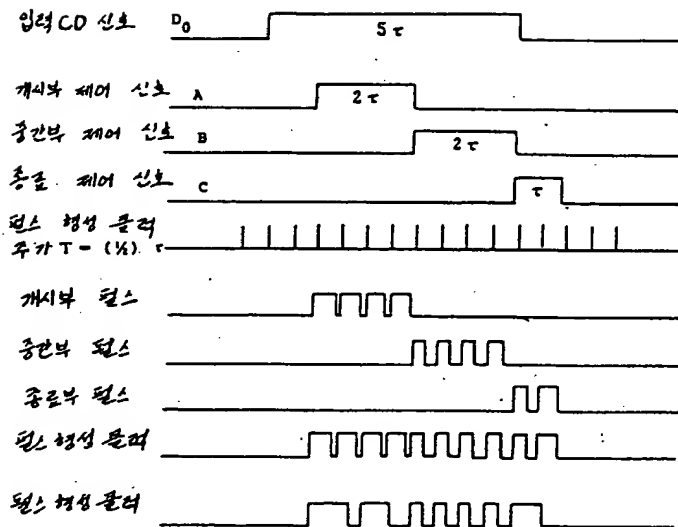 입력 CD 신호 D₀
5 τ
개시부 제어 신호 A
2 τ
중간부 제어 신호 B
2 τ
종료 제어 신호 C
τ
펄스 형성 클럭
주기 T = (½) τ
개시부 펄스
중간부 펄스
종료부 펄스
펄스 형성 클럭
펄스 형성 클럭